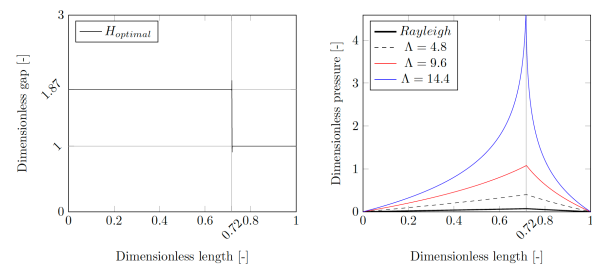 3
H_optimal
1.87
1
0
0 0.2 0.4 0.6 0.72 0.8 1
Dimensionless gap [-]
Dimensionless length [-]
Rayleigh
Λ = 4.8
Λ = 9.6
Λ = 14.4
4
3
2
1
0
0 0.2 0.4 0.6 0.72 0.8 1
Dimensionless pressure [-]
Dimensionless length [-]